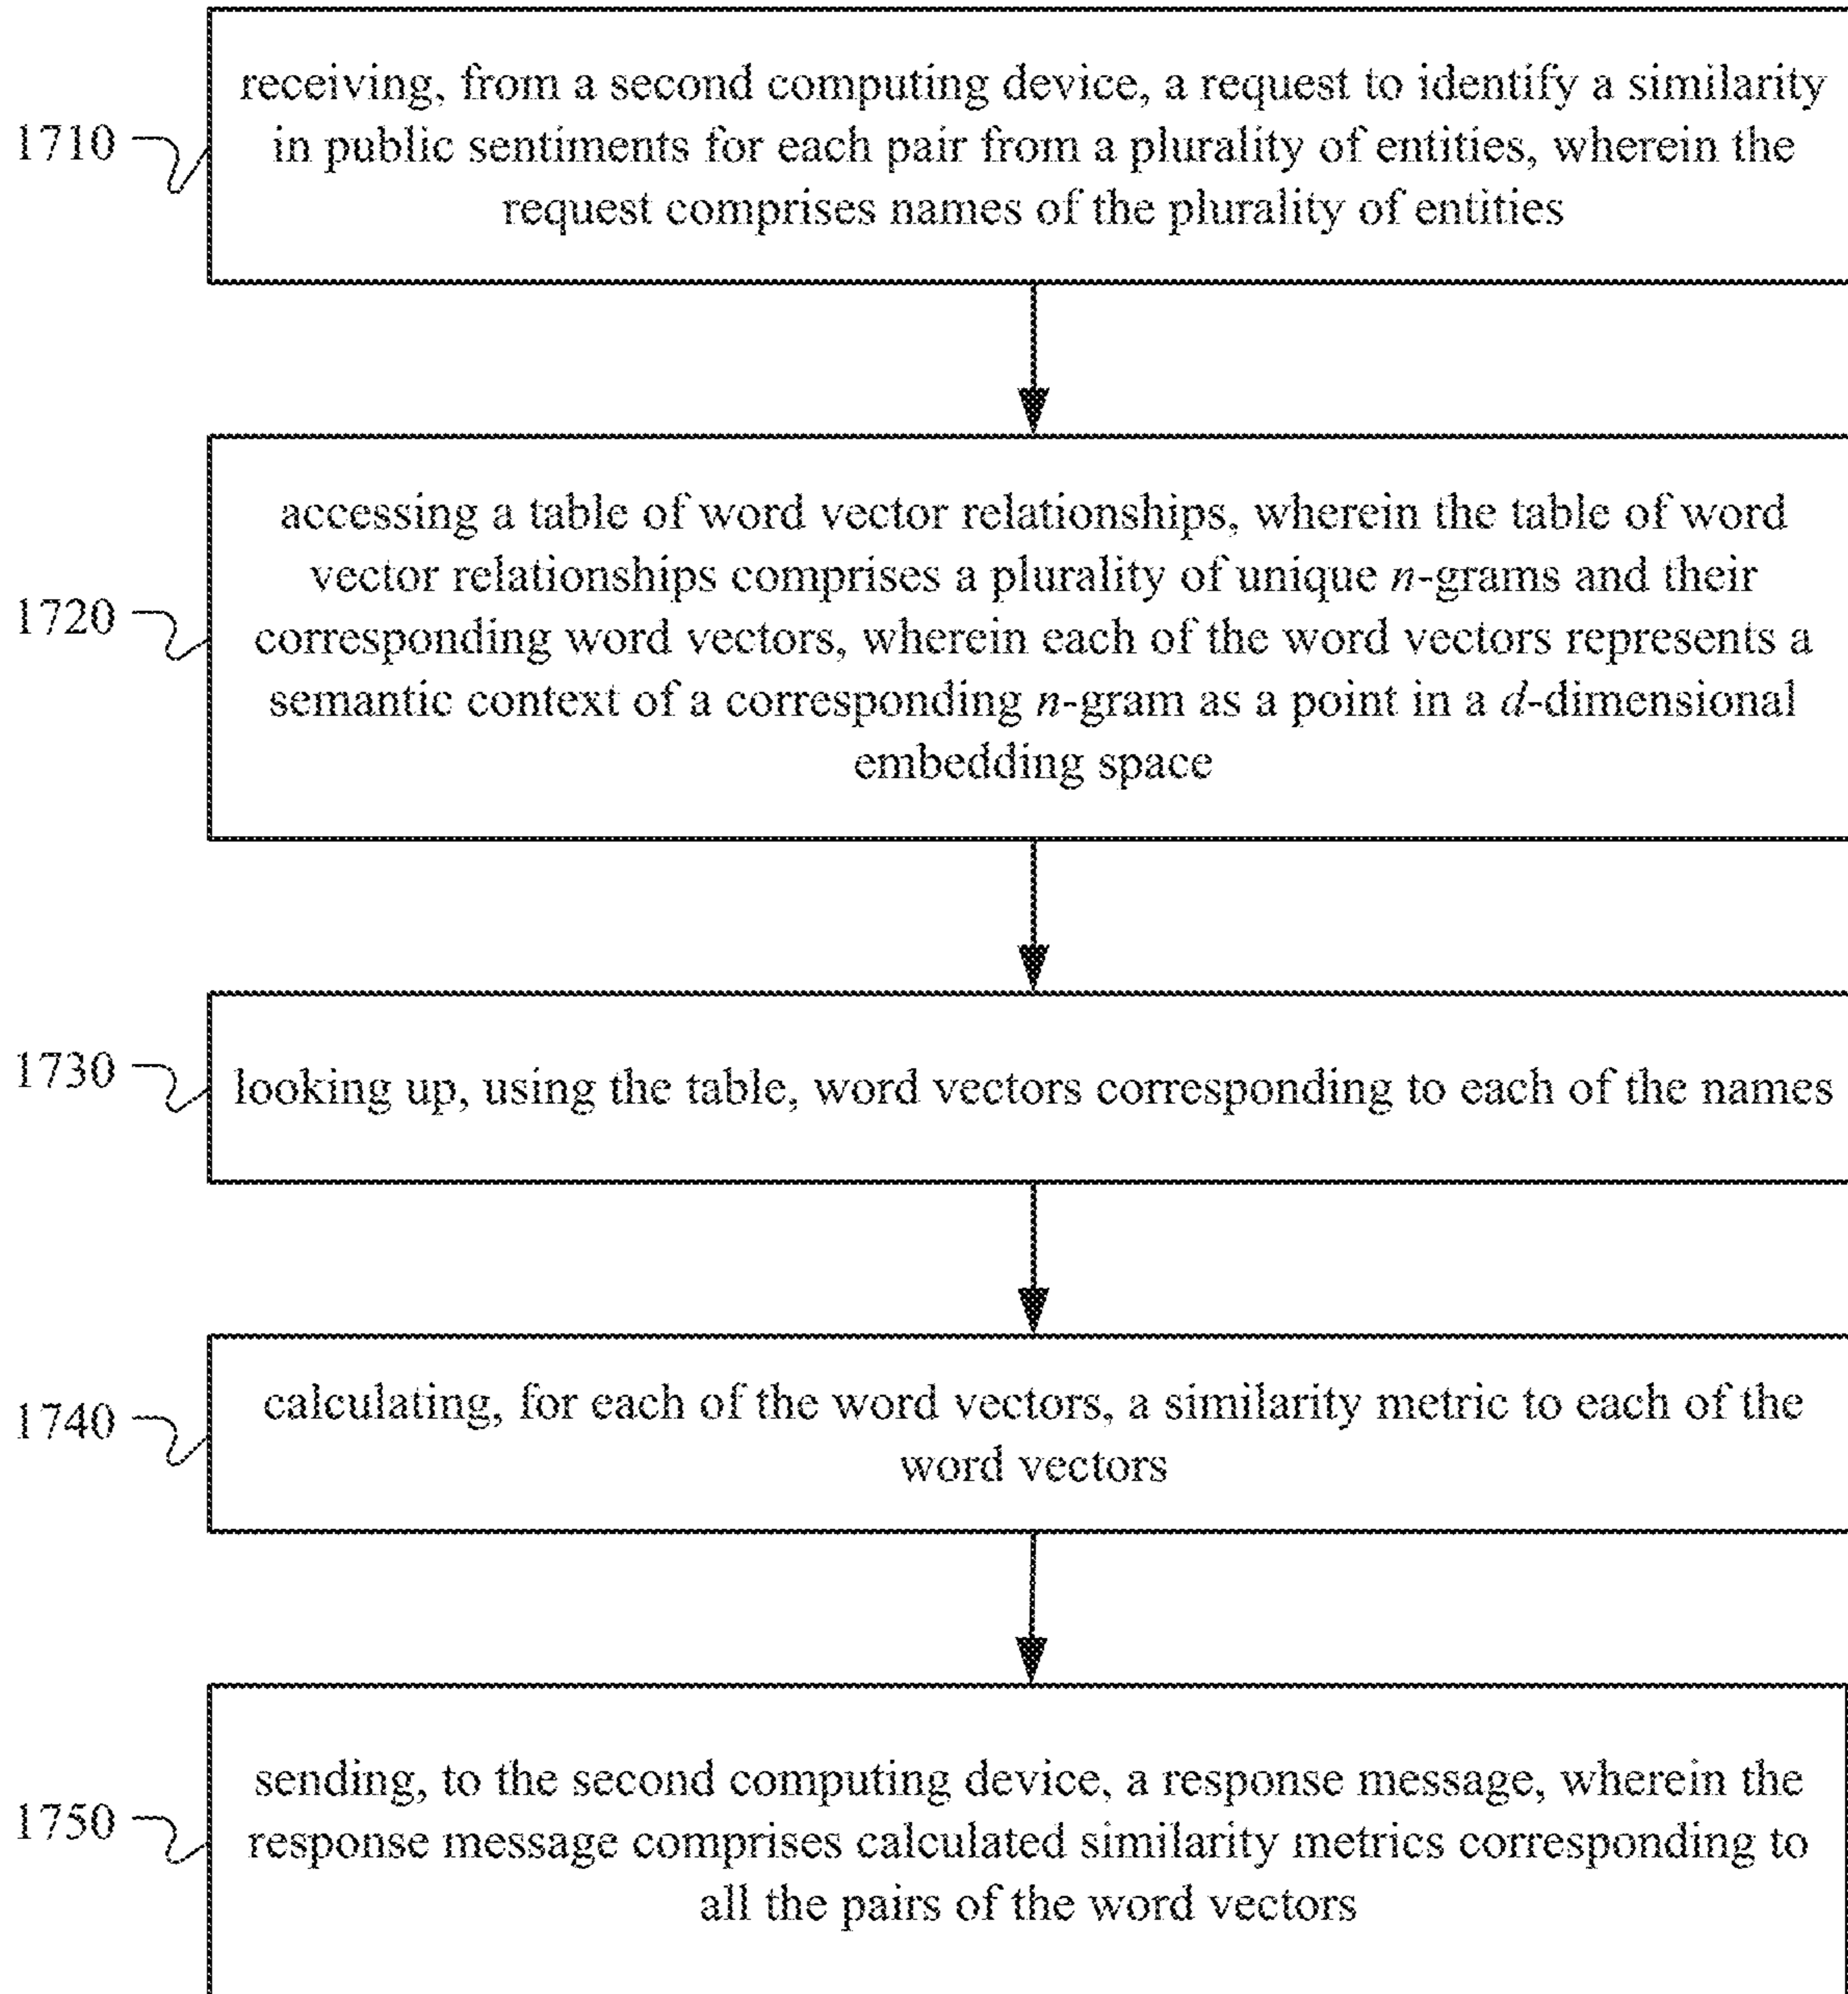 receiving, from a second computing device, a request to identify a similarity
1710
in public sentiments for each pair from a plurality of entities, wherein the
request comprises names of the plurality of entities
accessing a table of word vector relationships, wherein the table of word
vector relationships comprises a plurality of unique n-grams and their
1720
corresponding word vectors, wherein each of the word vectors represents a
semantic context of a corresponding n-gram as a point in a d-dimensional
embedding space
1730
looking up, using the table, word vectors corresponding to each of the names
calculating, for each of the word vectors, a similarity metric to each of the
1740
word vectors
sending, to the second computing device, a response message, wherein the
1750
response message comprises calculated similarity metrics corresponding to
all the pairs of the word vectors